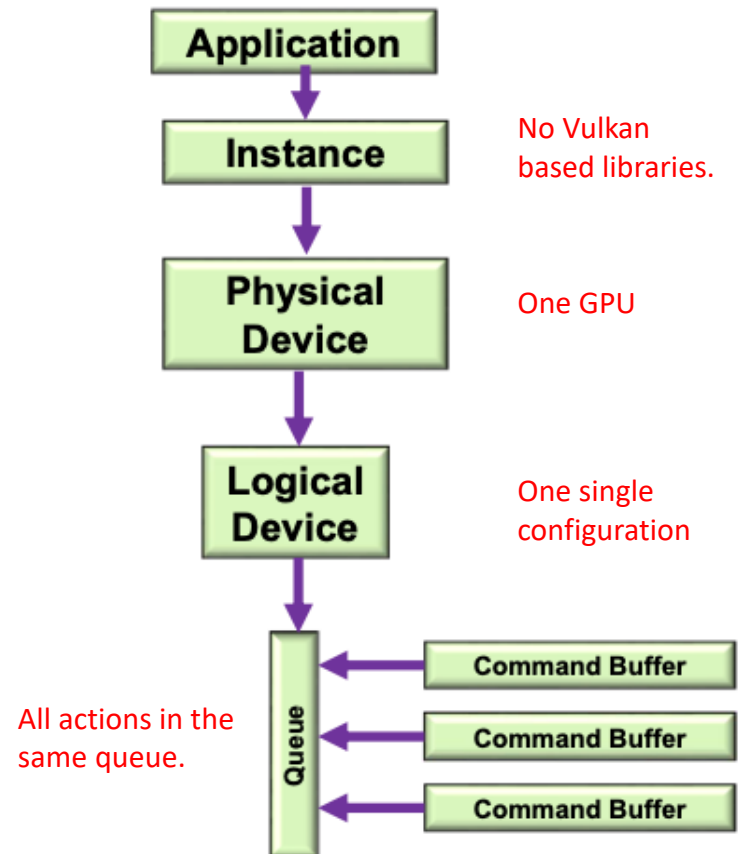 Application
Instance
No Vulkan
based libraries.
Physical
Device
One GPU
Logical
Device
One single
configuration
All actions in the
same queue.
Queue
Command Buffer
Command Buffer
Command Buffer